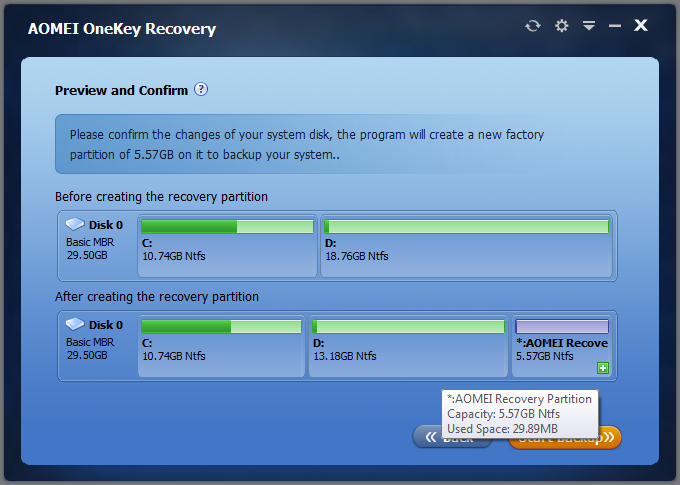 AOMEI OneKey Recovery
Preview and Confirm ?
Please confirm the changes of your system disk, the program will create a new factory
partition of 5.57GB on it to backup your system..
Before creating the recovery partition
Disk 0
Basic MBR
29.50GB
C:
10.74GB Ntfs
D:
18.76GB Ntfs
After creating the recovery partition
Disk 0
Basic MBR
29.50GB
C:
10.74GB Ntfs
D:
13.18GB Ntfs
*:AOMEI Recove
5.57GB Ntfs
*:AOMEI Recovery Partition
Capacity: 5.57GB Ntfs
Used Space: 29.89MB
Back
Start Backup